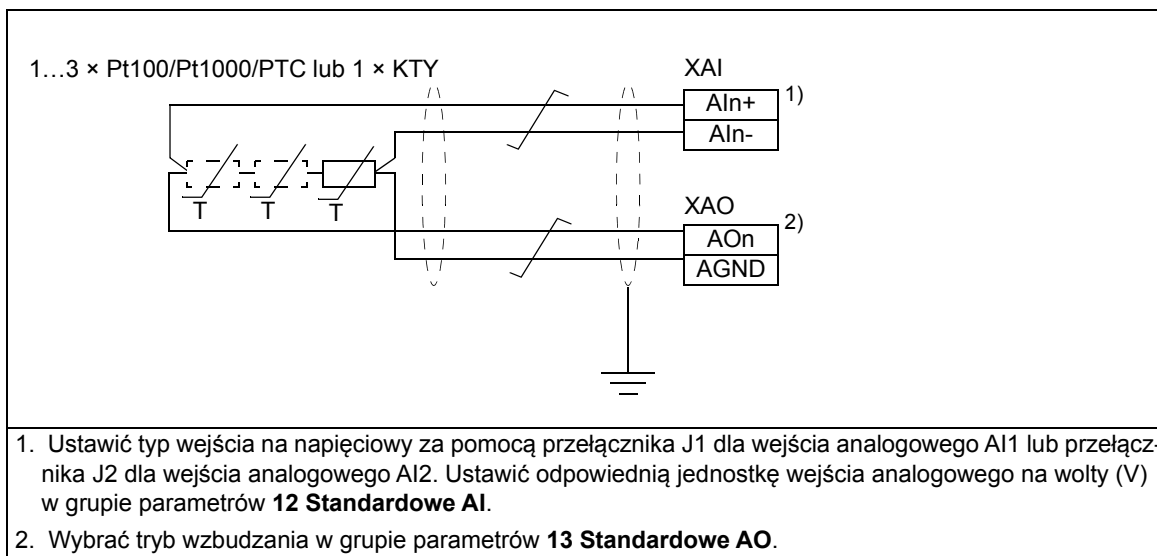 1…3 × Pt100/Pt1000/PTC lub 1 × KTY
XAI
AIn+ 1)
AIn-
T T T
XAO
AOn 2)
AGND
1. Ustawić typ wejścia na napięciowy za pomocą przełącznika J1 dla wejścia analogowego AI1 lub przełącz-
nika J2 dla wejścia analogowego AI2. Ustawić odpowiednią jednostkę wejścia analogowego na wolty (V)
w grupie parametrów 12 Standardowe AI.
2. Wybrać tryb wzbudzania w grupie parametrów 13 Standardowe AO.